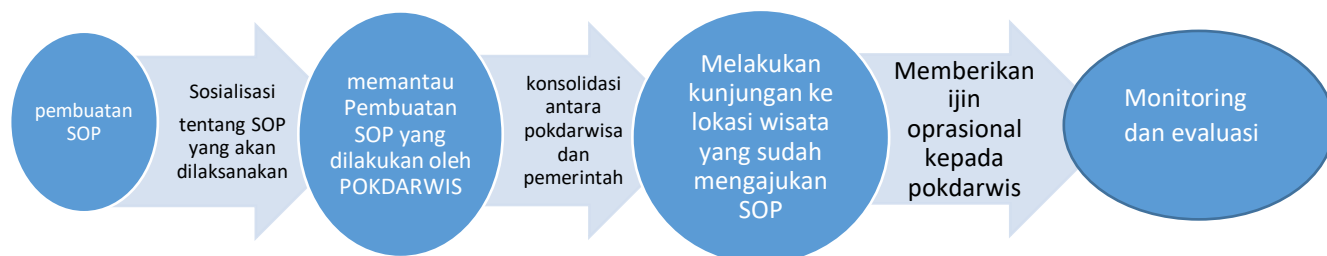 pembuatan
SOP
Sosialisasi
tentang SOP
yang akan
dilaksanakan
memantau
Pembuatan
SOP yang
dilakukan oleh
POKDARWIS
konsolidasi
antara
pokdarwisa
dan
pemerintah
Melakukan
kunjungan ke
lokasi wisata
yang sudah
mengajukan
SOP
Memberikan
ijin
oprasional
kepada
pokdarwis
Monitoring
dan evaluasi